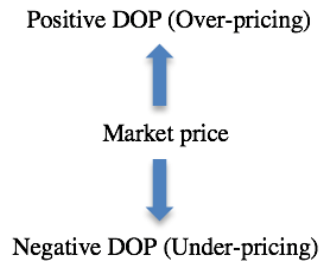 Positive DOP (Over-pricing)
Market price
Negative DOP (Under-pricing)